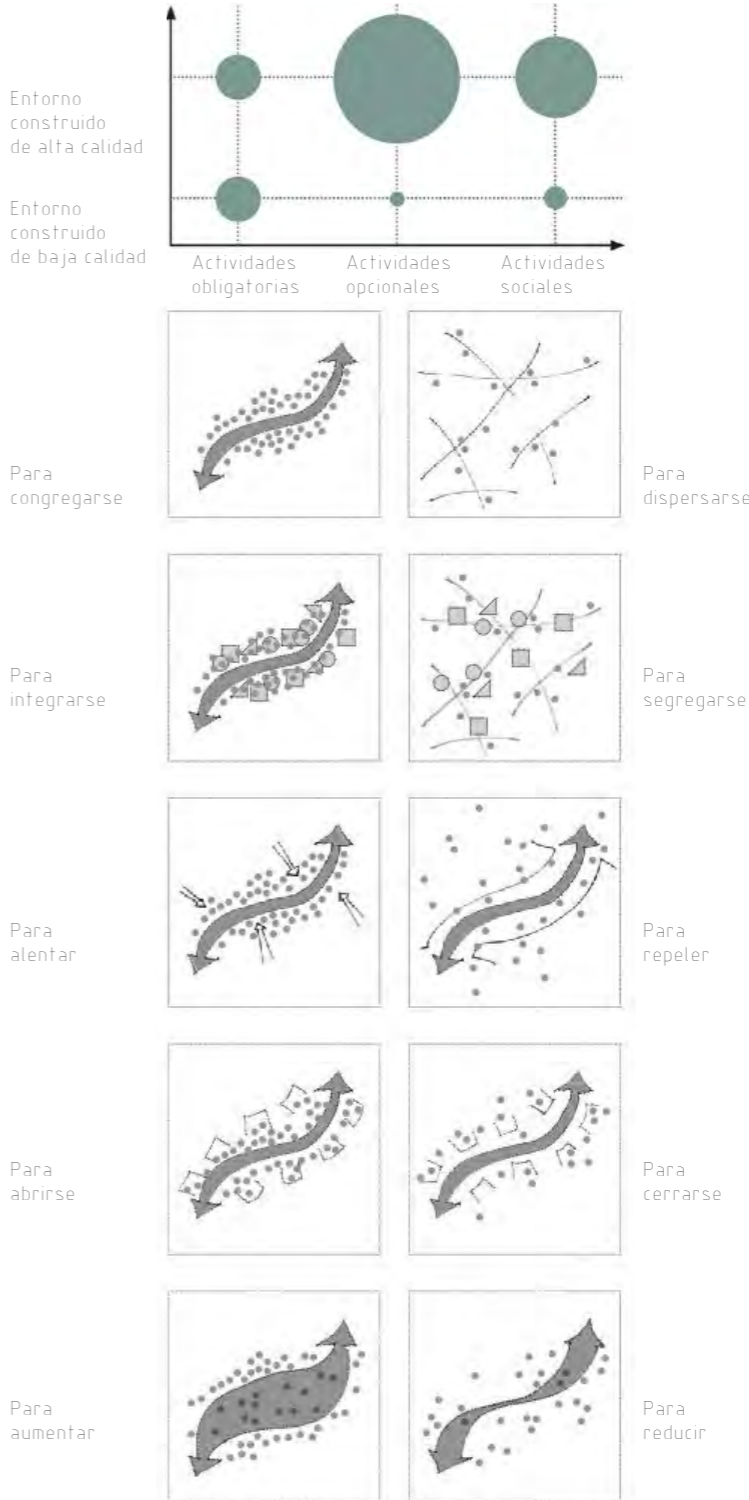 Entorno
construido
de alta calidad
Entorno
construido
de baja calidad
Actividades
obligatorias
Actividades
opcionales
Actividades
sociales
Para
congregarse
Para
dispersarse
Para
integrarse
Para
segregarse
Para
alentar
Para
repeler
Para
abrirse
Para
cerrarse
Para
aumentar
Para
reducir